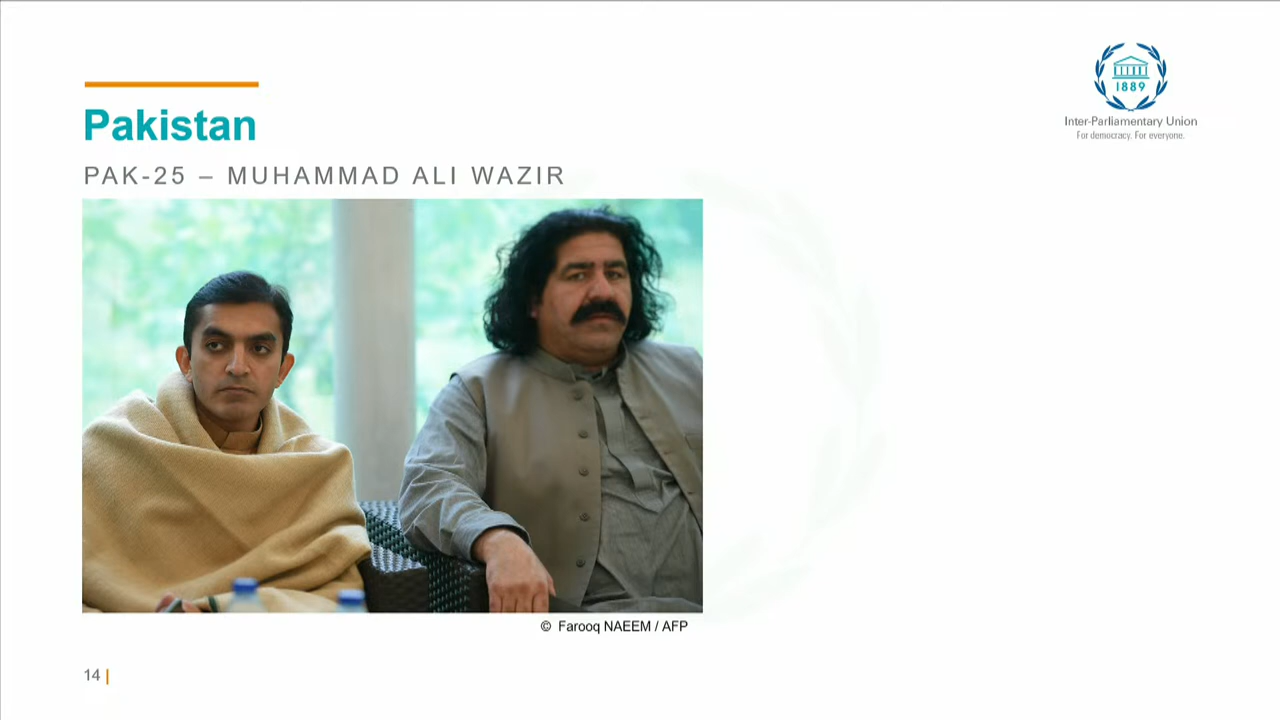 1889
Inter-Parliamentary Union
For democracy. For everyone.
Pakistan
PAK-25 – MUHAMMAD ALI WAZIR
© Farooq NAEEM / AFP
14 |